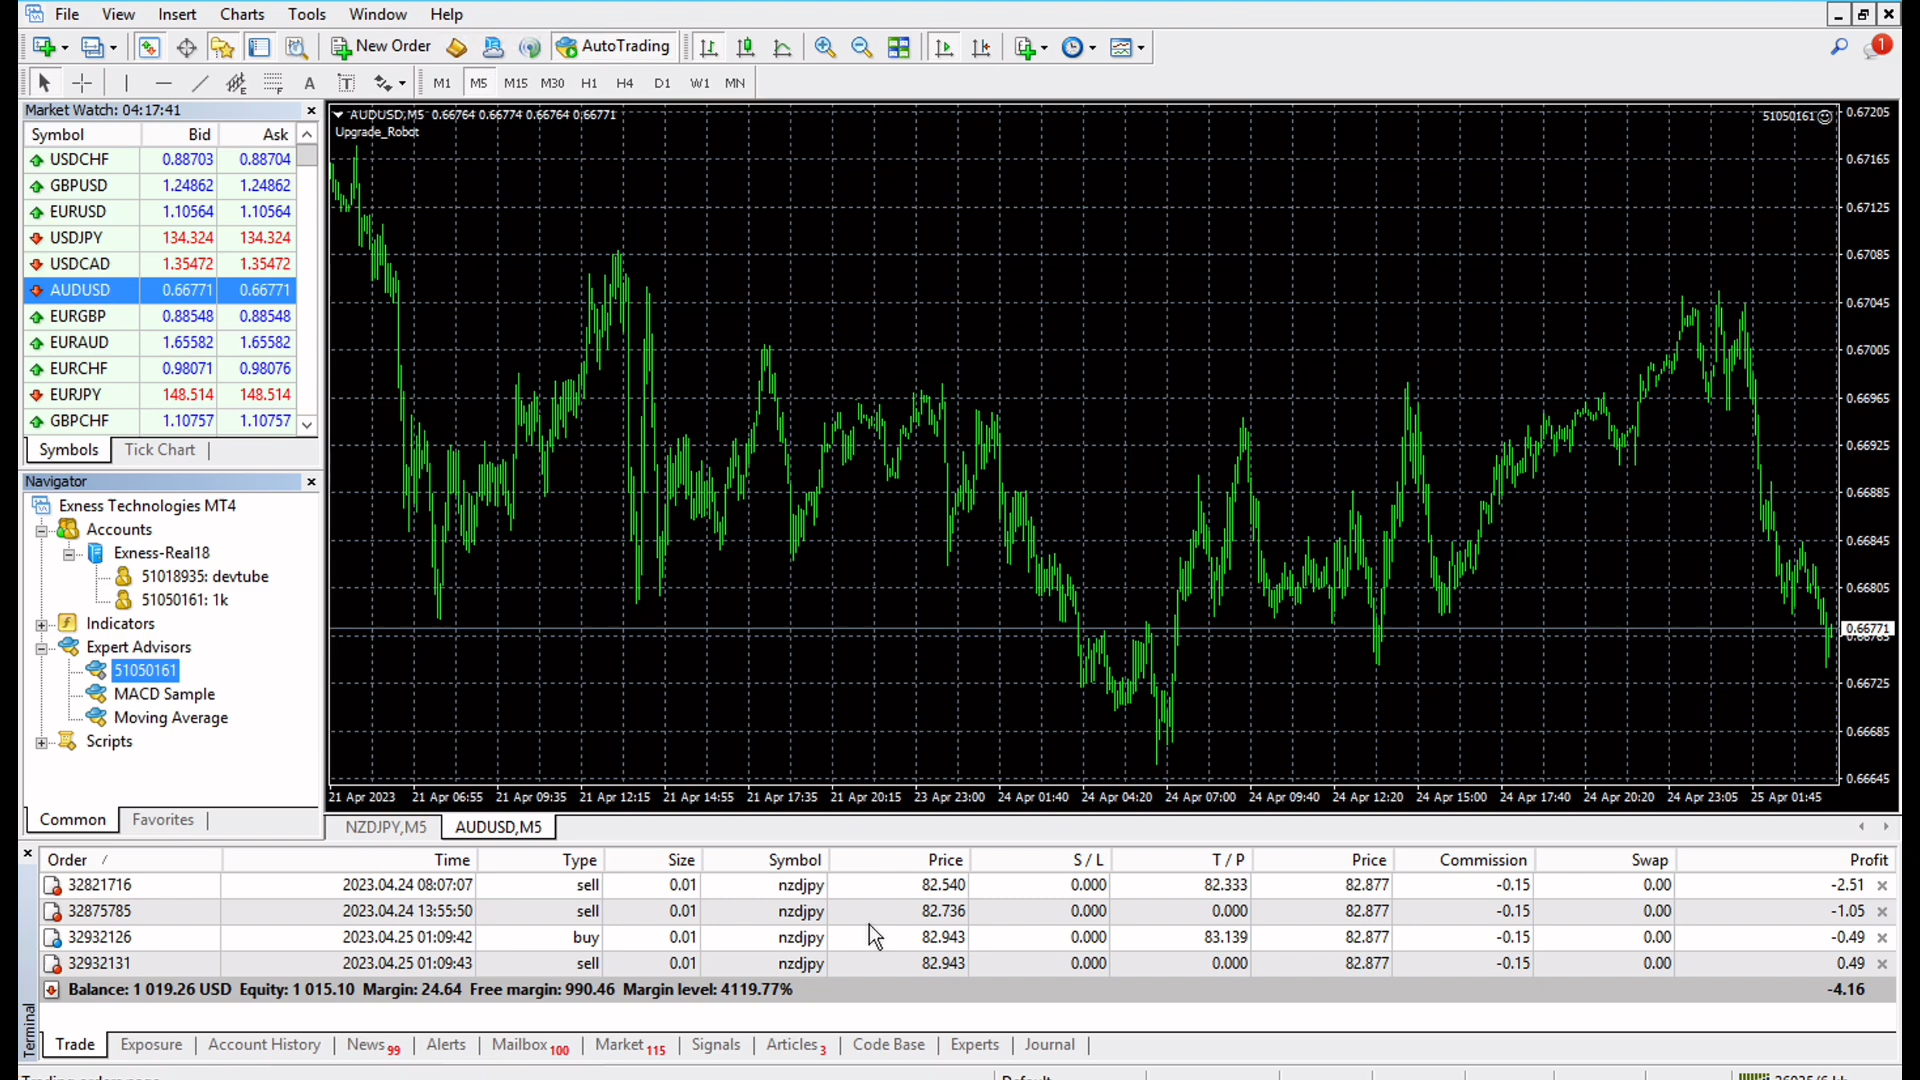 File View Insert Charts Tools Window Help
New Order AutoTrading 1
A T M1 M5 M15 M30 H1 H4 D1 W1 MN
Market Watch: 04:17:41
Symbol Bid Ask
USDCHF 0.88703 0.88704
GBPUSD 1.24862 1.24862
EURUSD 1.10564 1.10564
USDJPY 134.324 134.324
USDCAD 1.35472 1.35472
AUDUSD 0.66771 0.66771
EURGBP 0.88548 0.88548
EURAUD 1.65582 1.65582
EURCHF 0.98071 0.98076
EURJPY 148.514 148.514
GBPCHF 1.10757 1.10757
Symbols Tick Chart
Navigator
Exness Technologies MT4
Accounts
Exness-Real18
51018935: devtube
51050161: 1k
Indicators
Expert Advisors
51050161
MACD Sample
Moving Average
Scripts
Common Favorites
AUDUSD,M5 0.66764 0.66774 0.66764 0.66771
Upgrade_Robot
51050161
0.67205
0.67165
0.67125
0.67085
0.67045
0.67005
0.66965
0.66925
0.66885
0.66845
0.66805
0.66771
0.66725
0.66685
0.66645
21 Apr 2023 21 Apr 06:55 21 Apr 09:35 21 Apr 12:15 21 Apr 14:55 21 Apr 17:35 21 Apr 20:15 23 Apr 23:00 24 Apr 01:40 24 Apr 04:20 24 Apr 07:00 24 Apr 09:40 24 Apr 12:20 24 Apr 15:00 24 Apr 17:40 24 Apr 20:20 24 Apr 23:05 25 Apr 01:45
NZDJPY,M5 AUDUSD,M5
Order / Time Type Size Symbol Price S / L T / P Price Commission Swap Profit
32821716 2023.04.24 08:07:07 sell 0.01 nzdjpy 82.540 0.000 82.333 82.877 -0.15 0.00 -2.51
32875785 2023.04.24 13:55:50 sell 0.01 nzdjpy 82.736 0.000 0.000 82.877 -0.15 0.00 -1.05
32932126 2023.04.25 01:09:42 buy 0.01 nzdjpy 82.943 0.000 83.139 82.877 -0.15 0.00 -0.49
32932131 2023.04.25 01:09:43 sell 0.01 nzdjpy 82.943 0.000 0.000 82.877 -0.15 0.00 0.49
Balance: 1 019.26 USD Equity: 1 015.10 Margin: 24.64 Free margin: 990.46 Margin level: 4119.77% -4.16
Terminal
Trade Exposure Account History News 99 Alerts Mailbox 100 Market 115 Signals Articles 3 Code Base Experts Journal